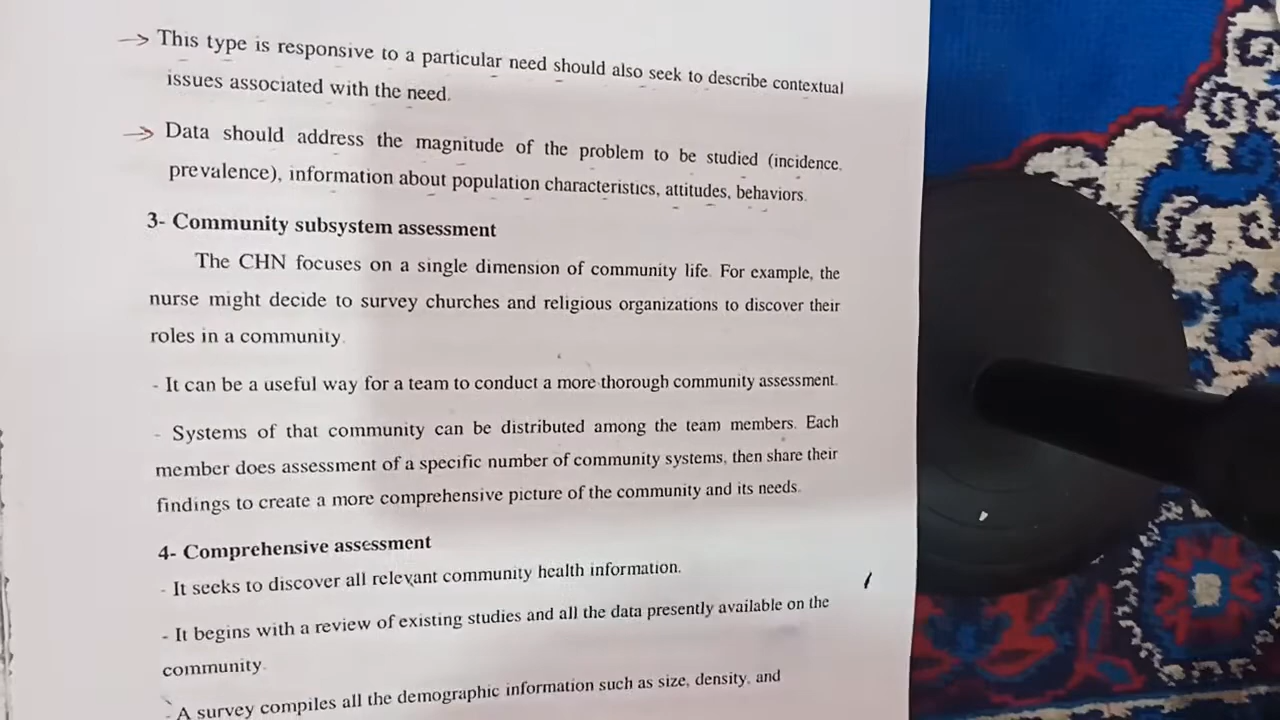 This type is responsive to a particular need should also seek to describe contextual
issues associated with the need.
Data should address the magnitude of the problem to be studied (incidence,
prevalence), information about population characteristics, attitudes, behaviors.
3- Community subsystem assessment
The CHN focuses on a single dimension of community life. For example, the
nurse might decide to survey churches and religious organizations to discover their
roles in a community.
- It can be a useful way for a team to conduct a more thorough community assessment.
- Systems of that community can be distributed among the team members. Each
member does assessment of a specific number of community systems, then share their
findings to create a more comprehensive picture of the community and its needs.
4- Comprehensive assessment
- It seeks to discover all relevant community health information.
- It begins with a review of existing studies and all the data presently available on the
community.
- A survey compiles all the demographic information such as size, density, and